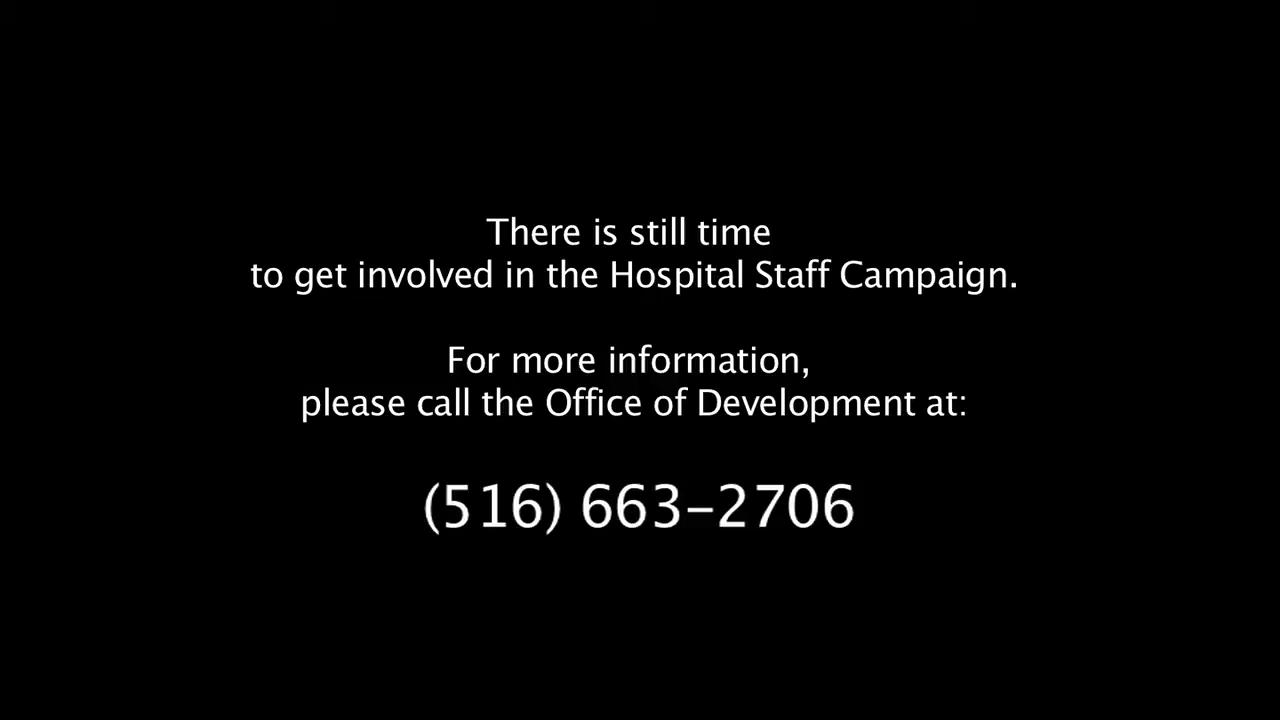 There is still time
to get involved in the Hospital Staff Campaign.
For more information,
please call the Office of Development at:
(516) 663-2706